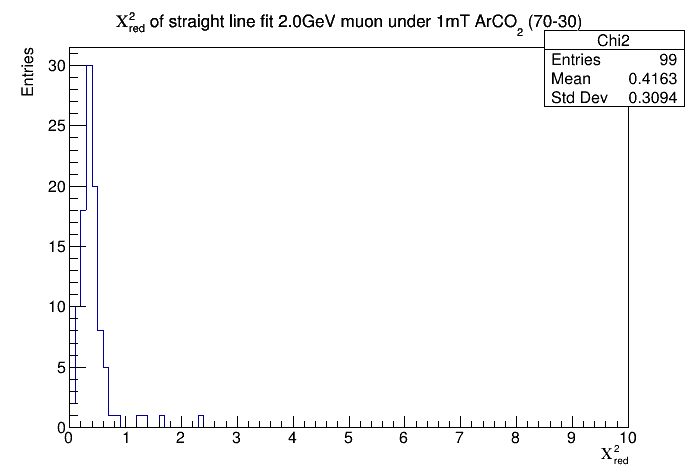 Χ²red of straight line fit 2.0GeV muon under 1mT ArCO₂ (70-30)
Chi2
Entries 99
Mean 0.4163
Std Dev 0.3094
Entries
30
25
20
15
10
5
0
0 1 2 3 4 5 6 7 8 9 10
Χ²red